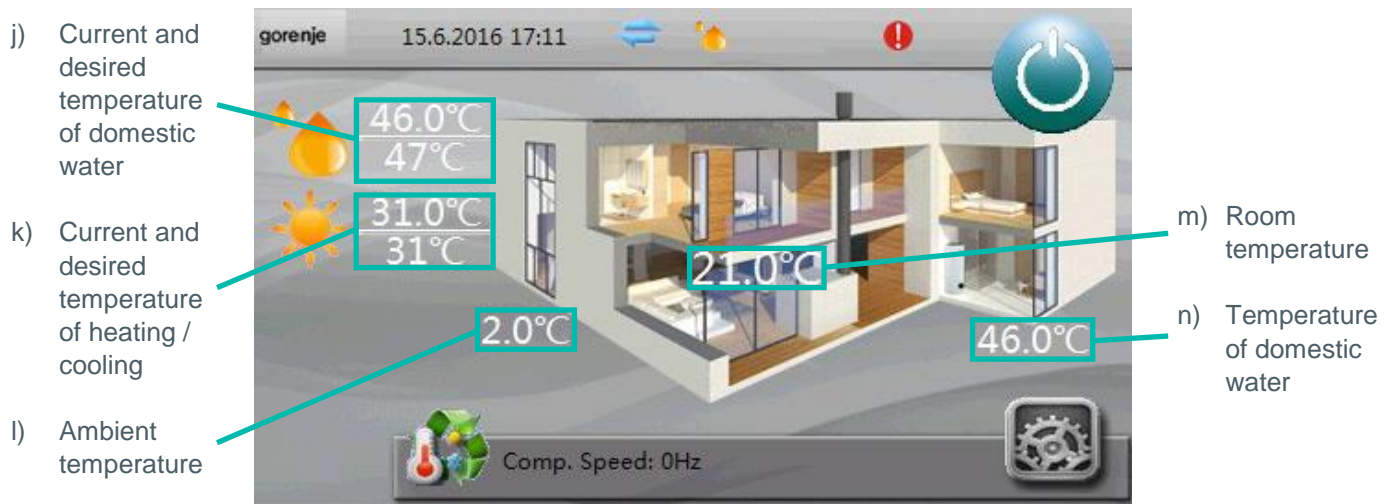 j) Current and
desired
temperature
of domestic
water
k) Current and
desired
temperature
of heating /
cooling
l) Ambient
temperature
gorenje 15.6.2016 17:11
46.0°C
47°C
31.0°C
31°C
21.0°C
2.0°C
46.0°C
Comp. Speed: 0Hz
m) Room
temperature
n) Temperature
of domestic
water